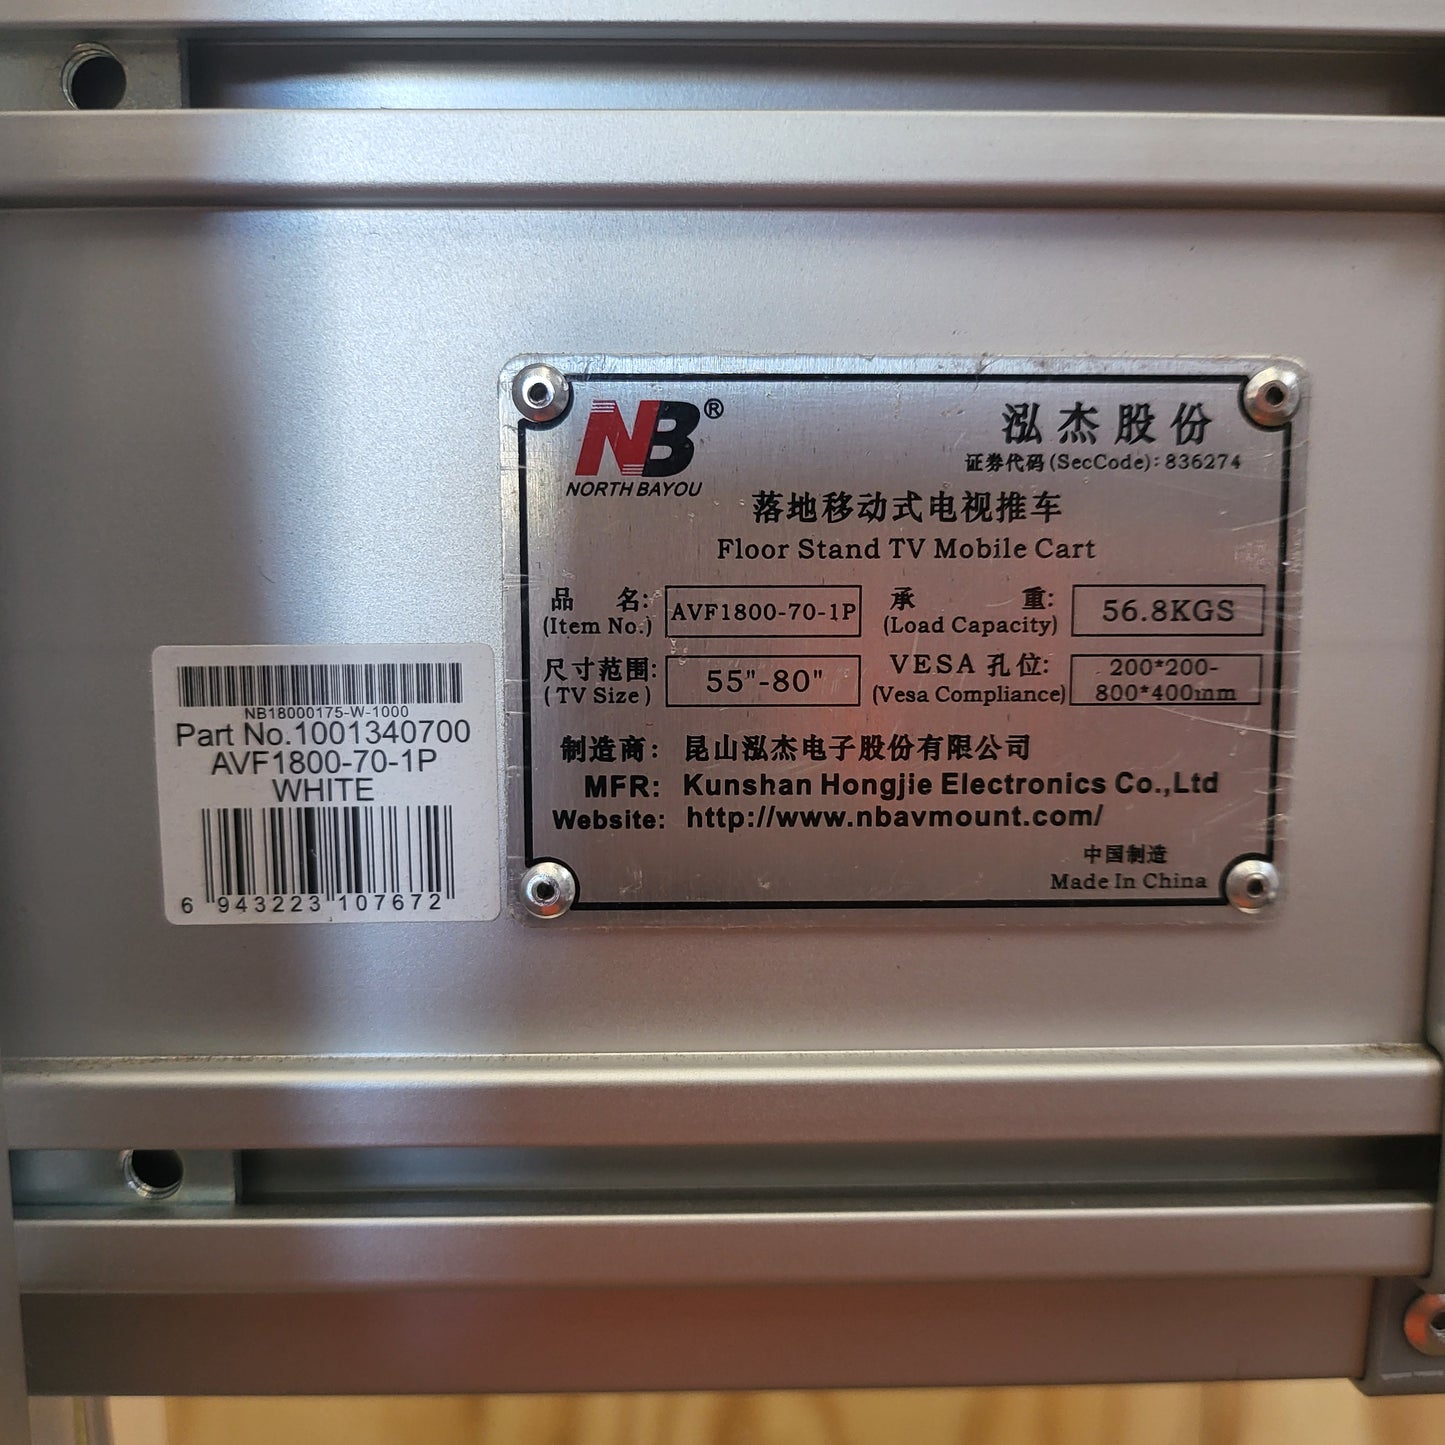 NB®
NORTH BAYOU
泓杰股份
证券代码(SecCode): 836274
落地移动式电视推车
Floor Stand TV Mobile Cart
品 名: AVF1800-70-1P 承 重: 56.8KGS
(Item No.) (Load Capacity)
尺寸范围: 55"-80" VESA 孔位: 200*200-
(TV Size) (Vesa Compliance) 800*400mm
制造商: 昆山泓杰电子股份有限公司
MFR: Kunshan Hongjie Electronics Co.,Ltd
Website: http://www.nbavmount.com/
中国制造
Made In China
NB18000175-W-1000
Part No.1001340700
AVF1800-70-1P
WHITE
6 943223 107672